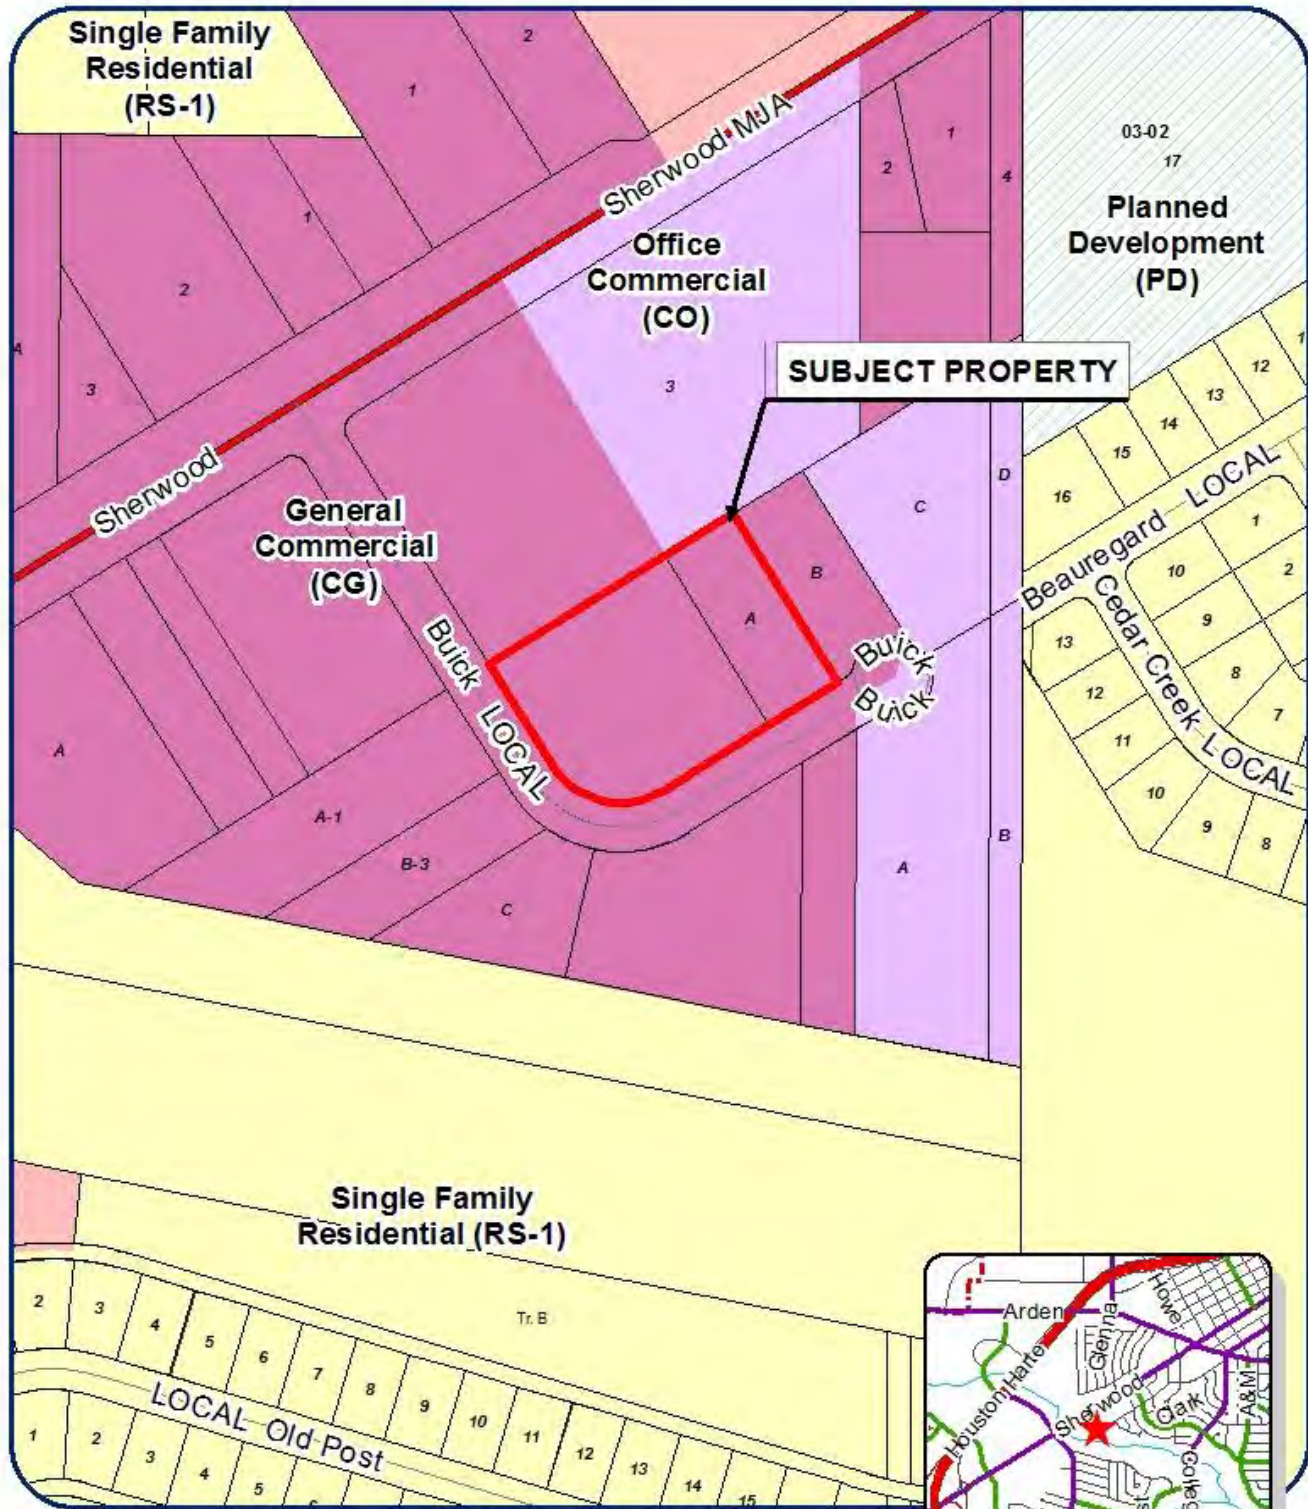 Single Family
Residential
(RS-1)
2
1
Sherwood MJA
2
1
4
03-02
17
Planned
Development
(PD)
Office
Commercial
(CO)
1
2
A
3
3
SUBJECT PROPERTY
12
13
14
15
16
Sherwood
General
Commercial
(CG)
C
D
Beauregard LOCAL
1
10
2
9
8
7
Cedar Creek LOCAL
13
12
11
10
9
8
B
A
Buick LOCAL
Buick
Buick
A
A-1
B-3
C
A
B
Single Family
Residential (RS-1)
Tr. B
2
3
4
5
6
7
8
9
10
11
12
13
14
15
LOCAL Old Post
1
2
3
4
5
Arden
Howe
Glenna
Houston Harte
Sherwood
Clark
A&M